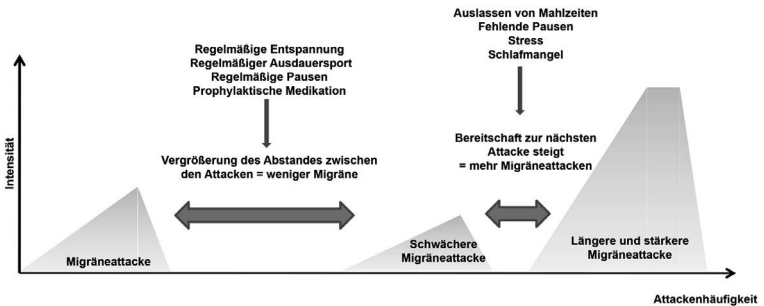 Auslassen von Mahlzeiten
Fehlende Pausen
Stress
Schlafmangel
Regelmäßige Entspannung
Regelmäßiger Ausdauersport
Regelmäßige Pausen
Prophylaktische Medikation
Intensität
Vergrößerung des Abstandes zwischen
den Attacken = weniger Migräne
Bereitschaft zur nächsten
Attacke steigt
= mehr Migräneattacken
Migräneattacke
Schwächere
Migräneattacke
Längere und stärkere
Migräneattacke
Attackenhäufigkeit